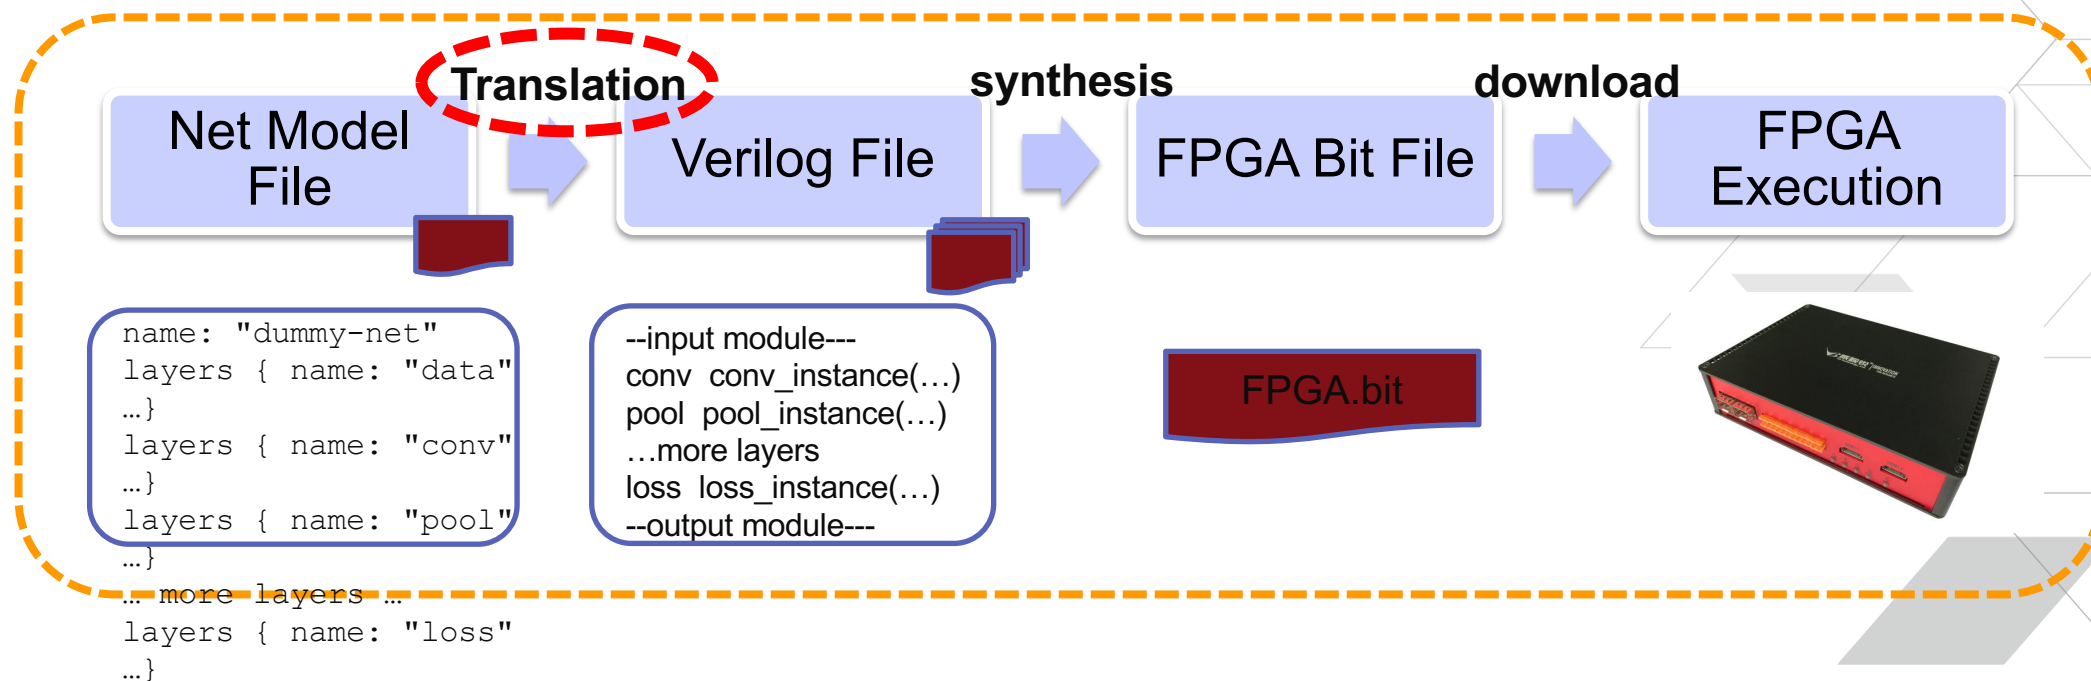 Translation
synthesis
download
Net Model
File
Verilog File
FPGA Bit File
FPGA
Execution
name: "dummy-net"
layers { name: "data"
…}
layers { name: "conv"
…}
layers { name: "pool"
…}
… more layers …
layers { name: "loss"
…}
--input module---
conv  conv_instance(…)
pool  pool_instance(…)
…more layers
loss  loss_instance(…)
--output module---
FPGA.bit